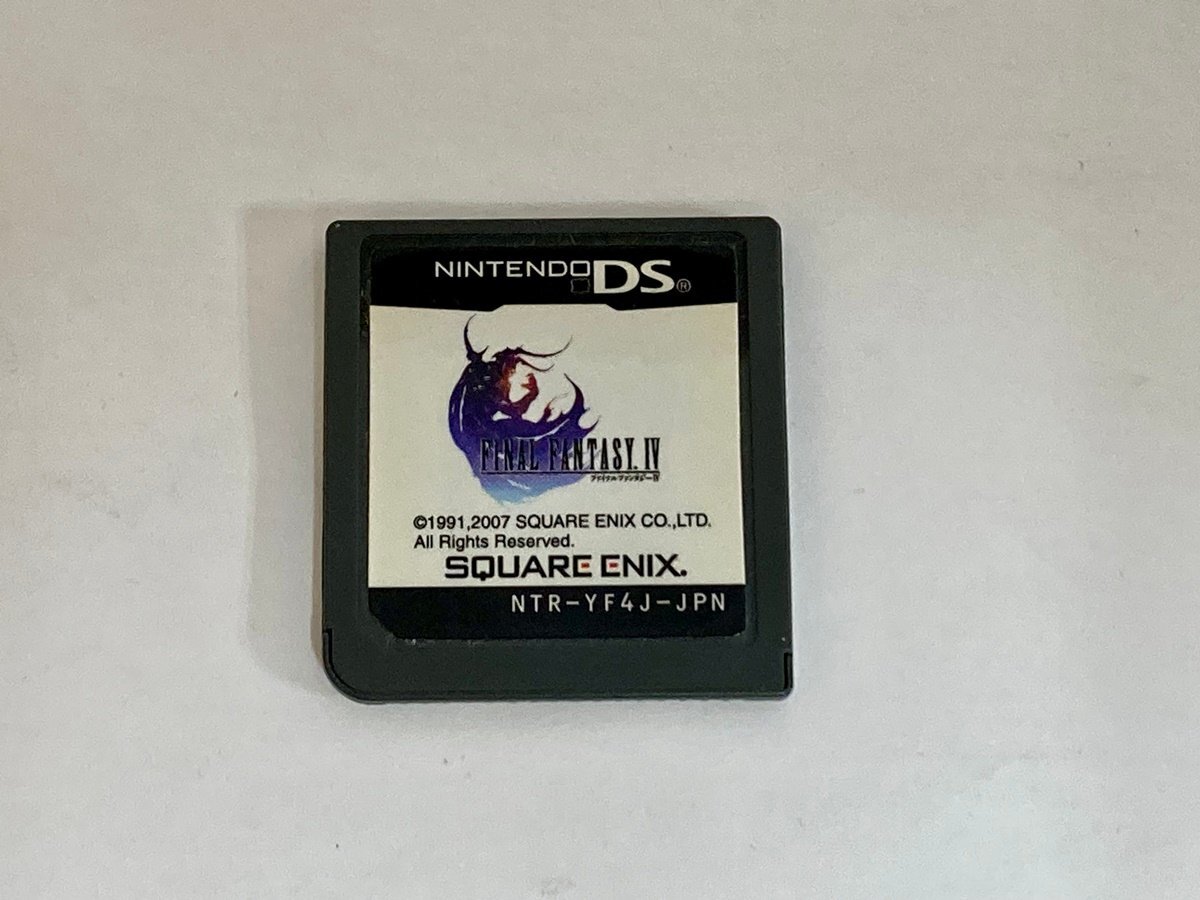 NINTENDO DS®
FINAL FANTASY. IV
ファイナルファンタジーIV
©1991,2007 SQUARE ENIX CO.,LTD.
All Rights Reserved.
SQUARE ENIX.
NTR-YF4J-JPN